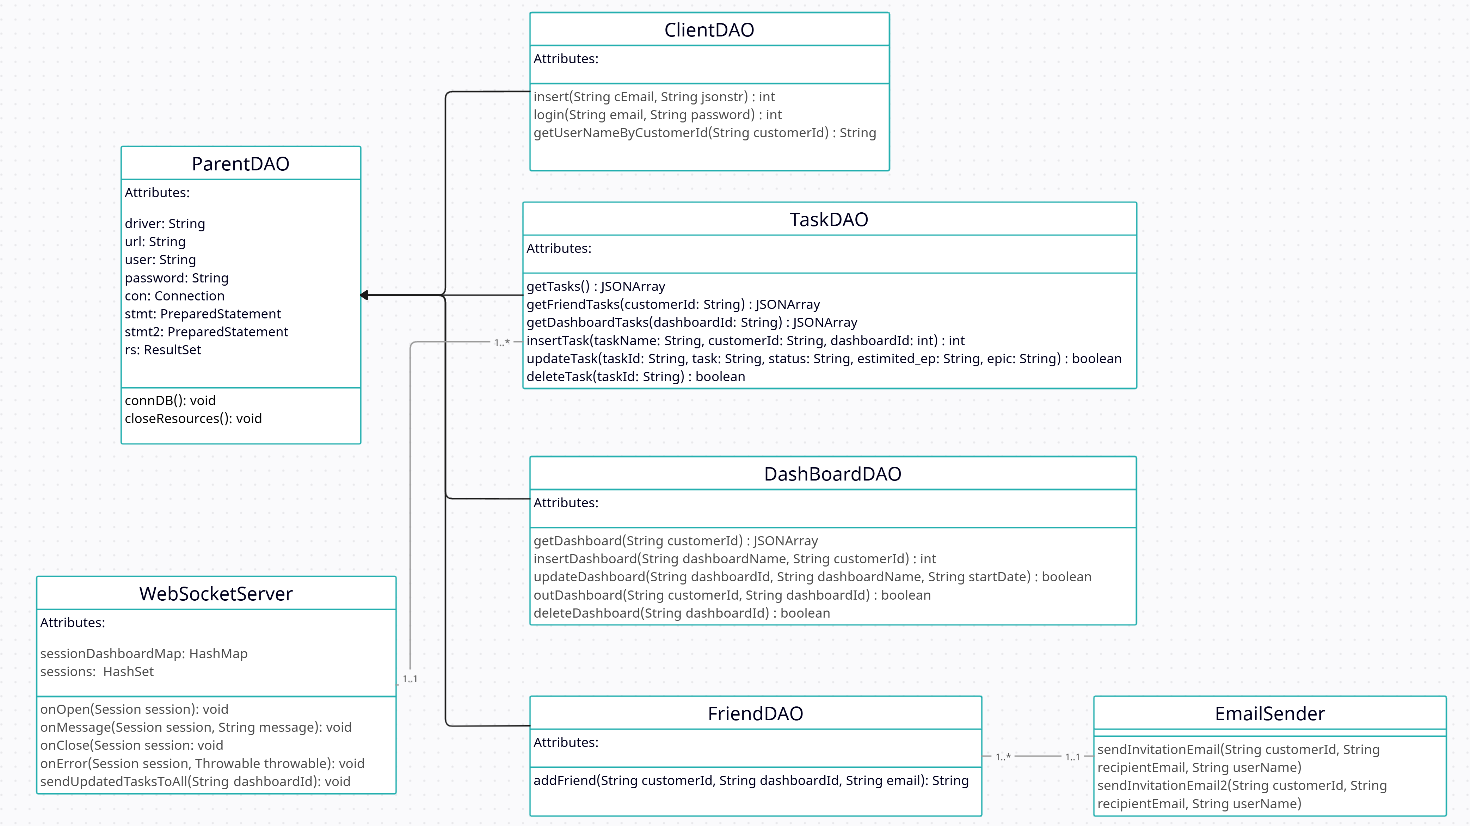 ClientDAO
Attributes:
insert(String cEmail, String jsonstr) : int
login(String email, String password) : int
getUserNameByCustomerId(String customerId) : String
ParentDAO
Attributes:
driver: String
url: String
user: String
password: String
con: Connection
stmt: PreparedStatement
stmt2: PreparedStatement
rs: ResultSet
connDB(): void
closeResources(): void
TaskDAO
Attributes:
getTasks() : JSONArray
getFriendTasks(customerId: String) : JSONArray
getDashboardTasks(dashboardId: String) : JSONArray
insertTask(taskName: String, customerId: String, dashboardId: int) : int
updateTask(taskId: String, task: String, status: String, estimited_ep: String, epic: String) : boolean
deleteTask(taskId: String) : boolean
1..*
DashBoardDAO
Attributes:
getDashboard(String customerId) : JSONArray
insertDashboard(String dashboardName, String customerId) : int
updateDashboard(String dashboardId, String dashboardName, String startDate) : boolean
outDashboard(String customerId, String dashboardId) : boolean
deleteDashboard(String dashboardId) : boolean
WebSocketServer
Attributes:
sessionDashboardMap: HashMap
sessions:  HashSet
onOpen(Session session): void
onMessage(Session session, String message): void
onClose(Session session: void
onError(Session session, Throwable throwable): void
sendUpdatedTasksToAll(String dashboardId): void
1..1
FriendDAO
Attributes:
addFriend(String customerId, String dashboardId, String email): String
1..*
1..1
EmailSender
sendInvitationEmail(String customerId, String
recipientEmail, String userName)
sendInvitationEmail2(String customerId, String
recipientEmail, String userName)